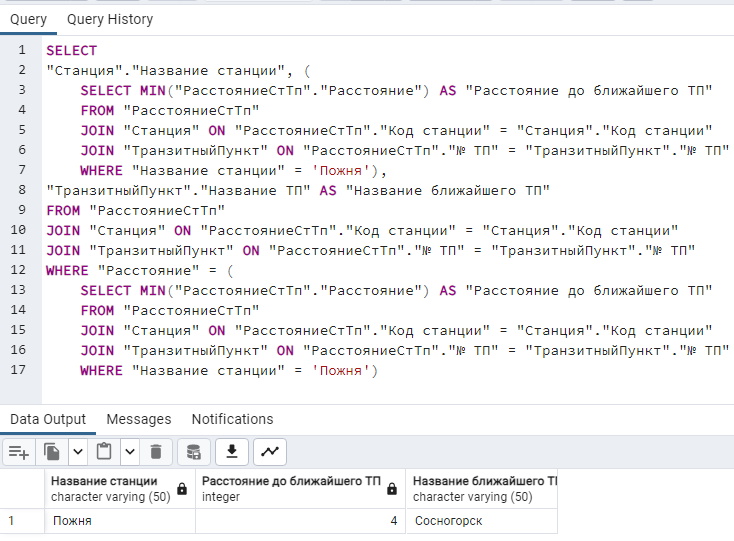 Query Query History
1 SELECT
2 "Станция"."Название станции", (
3 SELECT MIN("РасстояниеСтТп"."Расстояние") AS "Расстояние до ближайшего ТП"
4 FROM "РасстояниеСтТп"
5 JOIN "Станция" ON "РасстояниеСтТп"."Код станции" = "Станция"."Код станции"
6 JOIN "ТранзитныйПункт" ON "РасстояниеСтТп"."№ ТП" = "ТранзитныйПункт"."№ ТП"
7 WHERE "Название станции" = 'Пожня'),
8 "ТранзитныйПункт"."Название ТП" AS "Название ближайшего ТП"
9 FROM "РасстояниеСтТп"
10 JOIN "Станция" ON "РасстояниеСтТп"."Код станции" = "Станция"."Код станции"
11 JOIN "ТранзитныйПункт" ON "РасстояниеСтТп"."№ ТП" = "ТранзитныйПункт"."№ ТП"
12 WHERE "Расстояние" = (
13 SELECT MIN("РасстояниеСтТп"."Расстояние") AS "Расстояние до ближайшего ТП"
14 FROM "РасстояниеСтТп"
15 JOIN "Станция" ON "РасстояниеСтТп"."Код станции" = "Станция"."Код станции"
16 JOIN "ТранзитныйПункт" ON "РасстояниеСтТп"."№ ТП" = "ТранзитныйПункт"."№ ТП"
17 WHERE "Название станции" = 'Пожня')
Data Output Messages Notifications
Название станции Расстояние до ближайшего ТП Название ближайшего ТП
character varying (50) integer character varying (50)
1 Пожня 4 Сосногорск